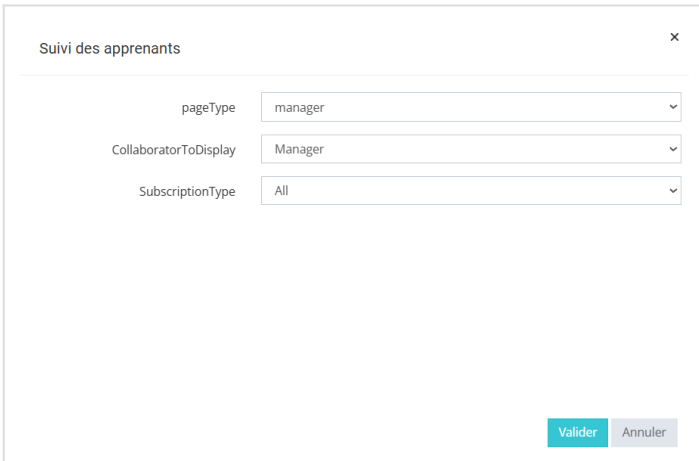 Suivi des apprenants
×
pageType manager
CollaboratorToDisplay Manager
SubscriptionType All
Valider Annuler